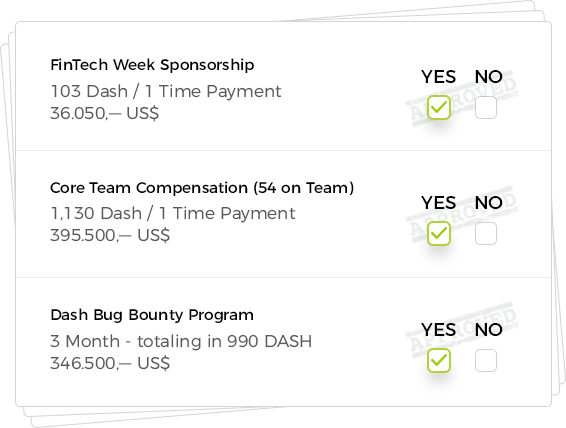 FinTech Week Sponsorship
103 Dash / 1 Time Payment
36.050,— US$
YES NO
APPROVED
Core Team Compensation (54 on Team)
1,130 Dash / 1 Time Payment
395.500,— US$
YES NO
APPROVED
Dash Bug Bounty Program
3 Month - totaling in 990 DASH
346.500,— US$
YES NO
APPROVED